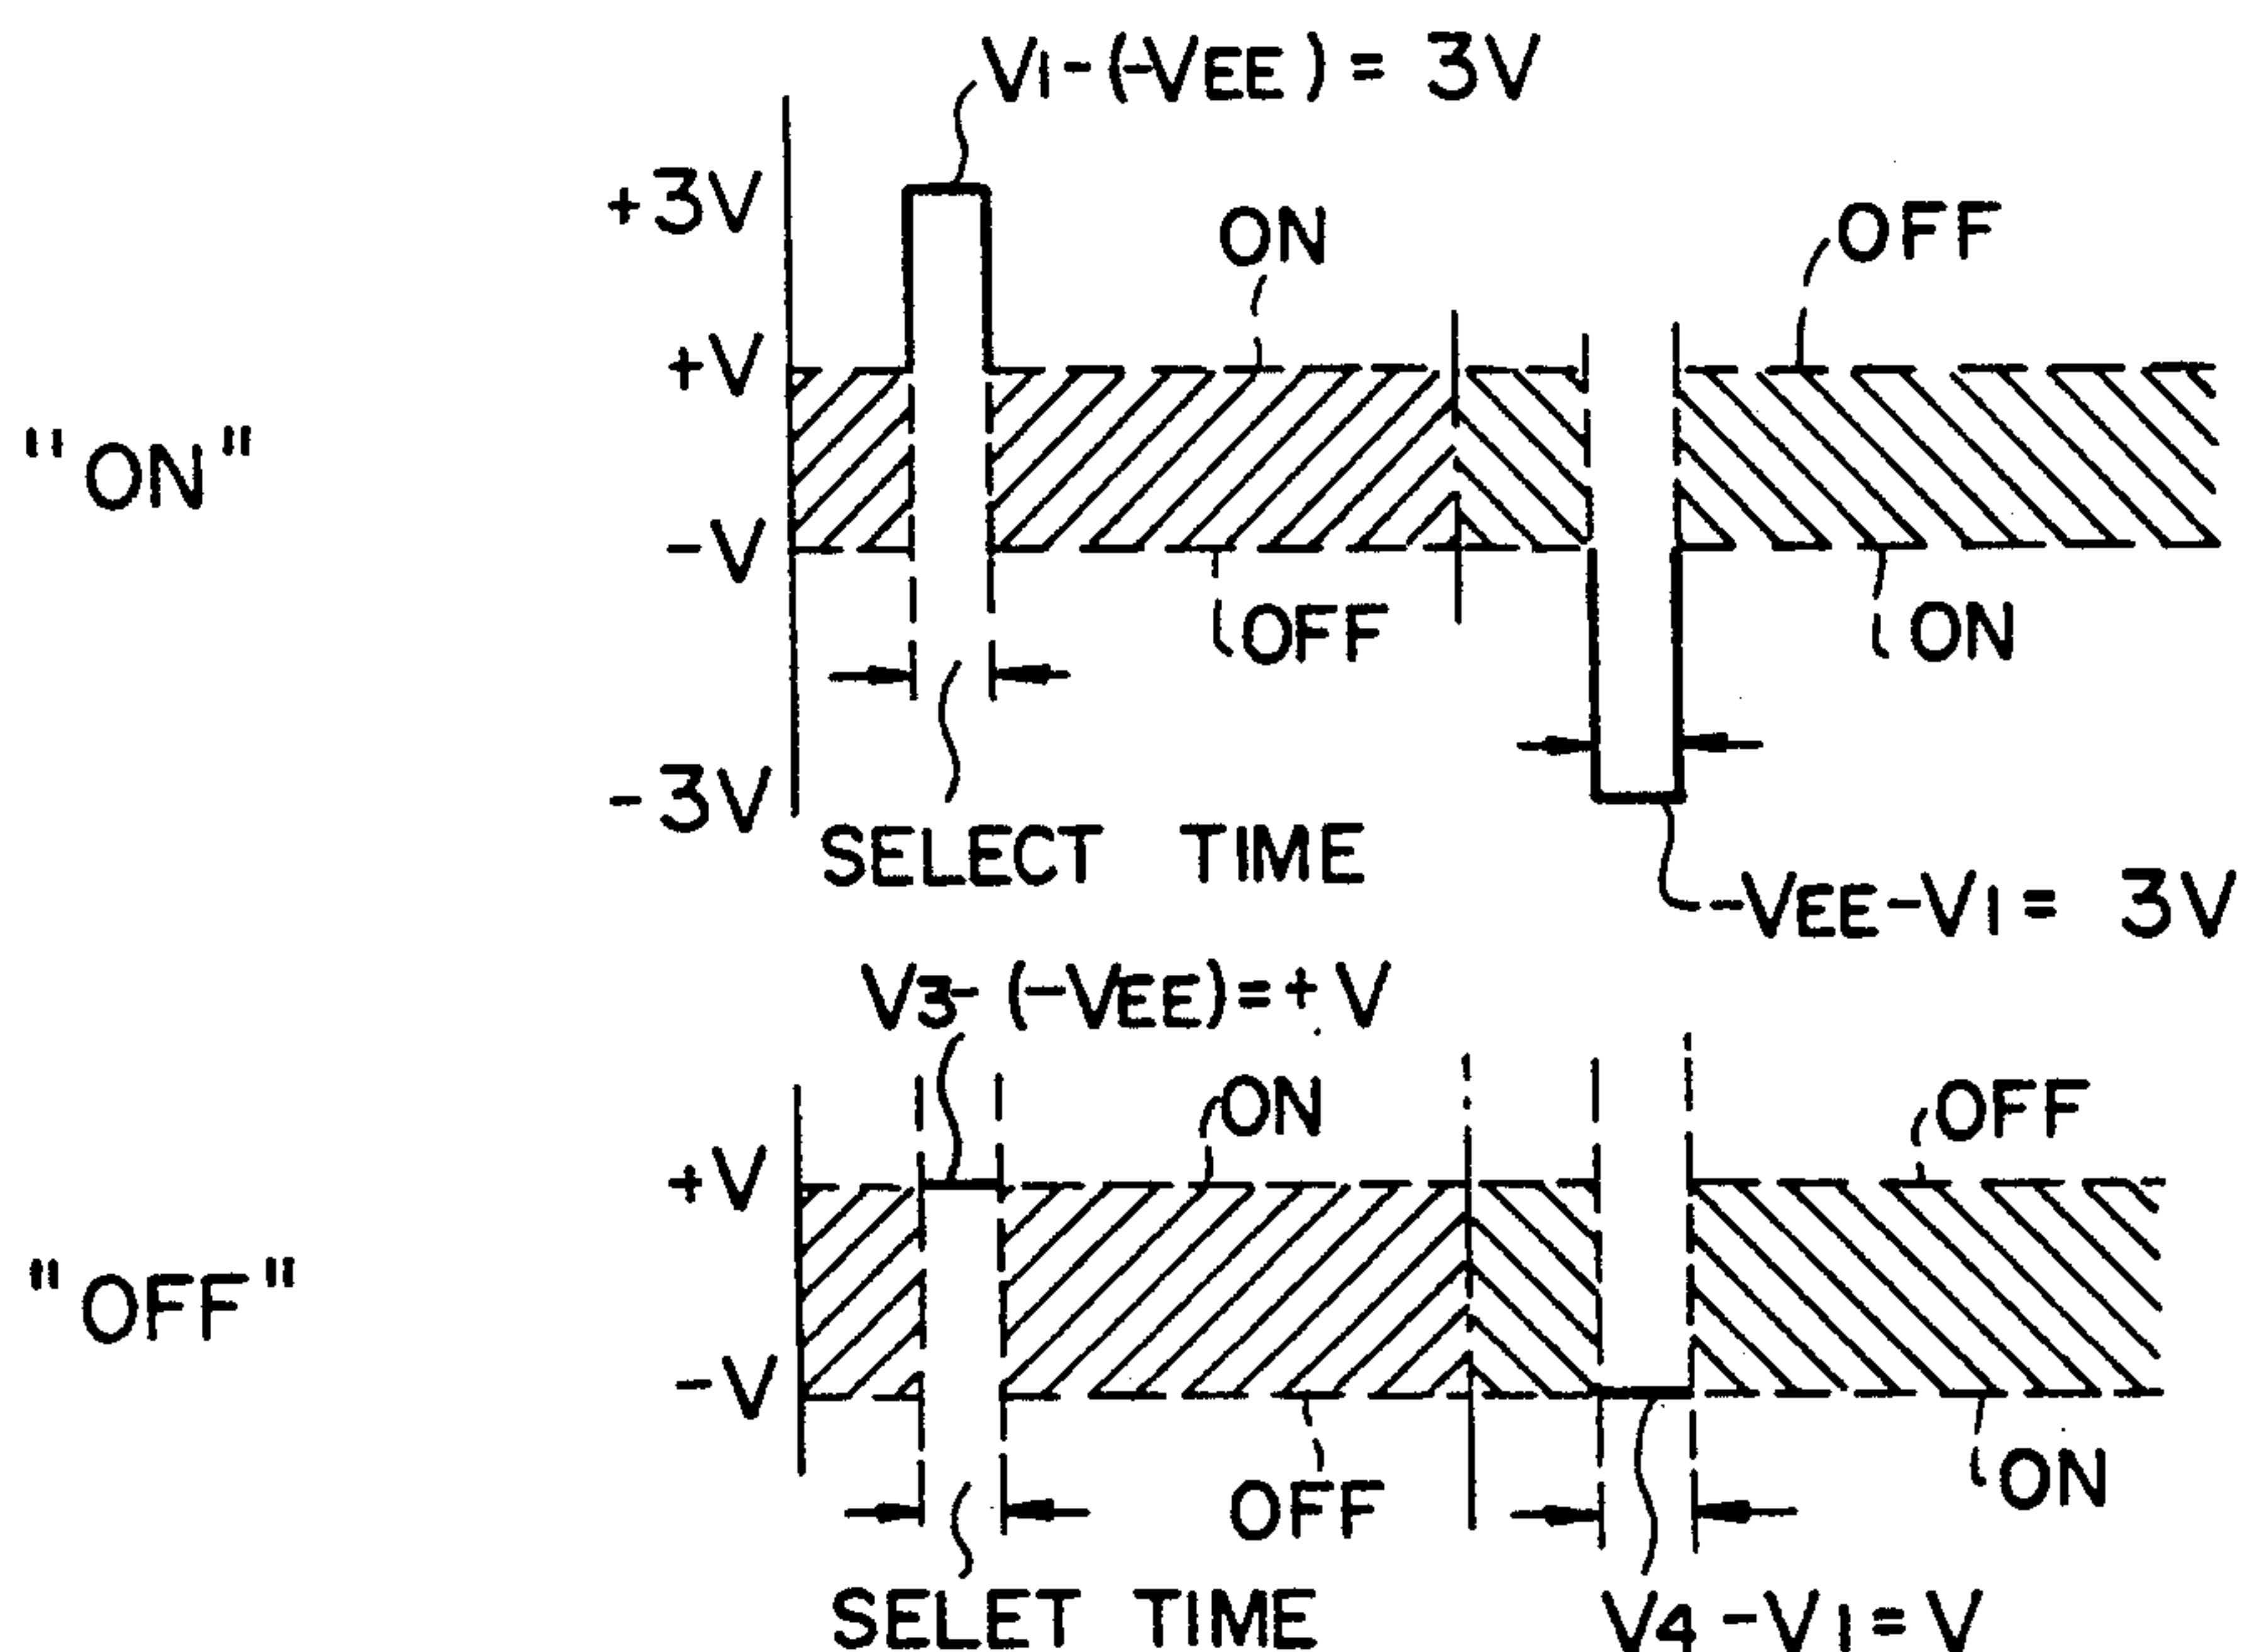 V1-(-VEE) = 3V
+3V
ON
OFF
+V
"ON"
-V
OFF
ON
-3V
SELECT TIME
-VEE-V1 = 3V
V3-(-VEE)=+V
ON
OFF
+V
"OFF"
-V
OFF
ON
SELET TIME
V4-V1=V